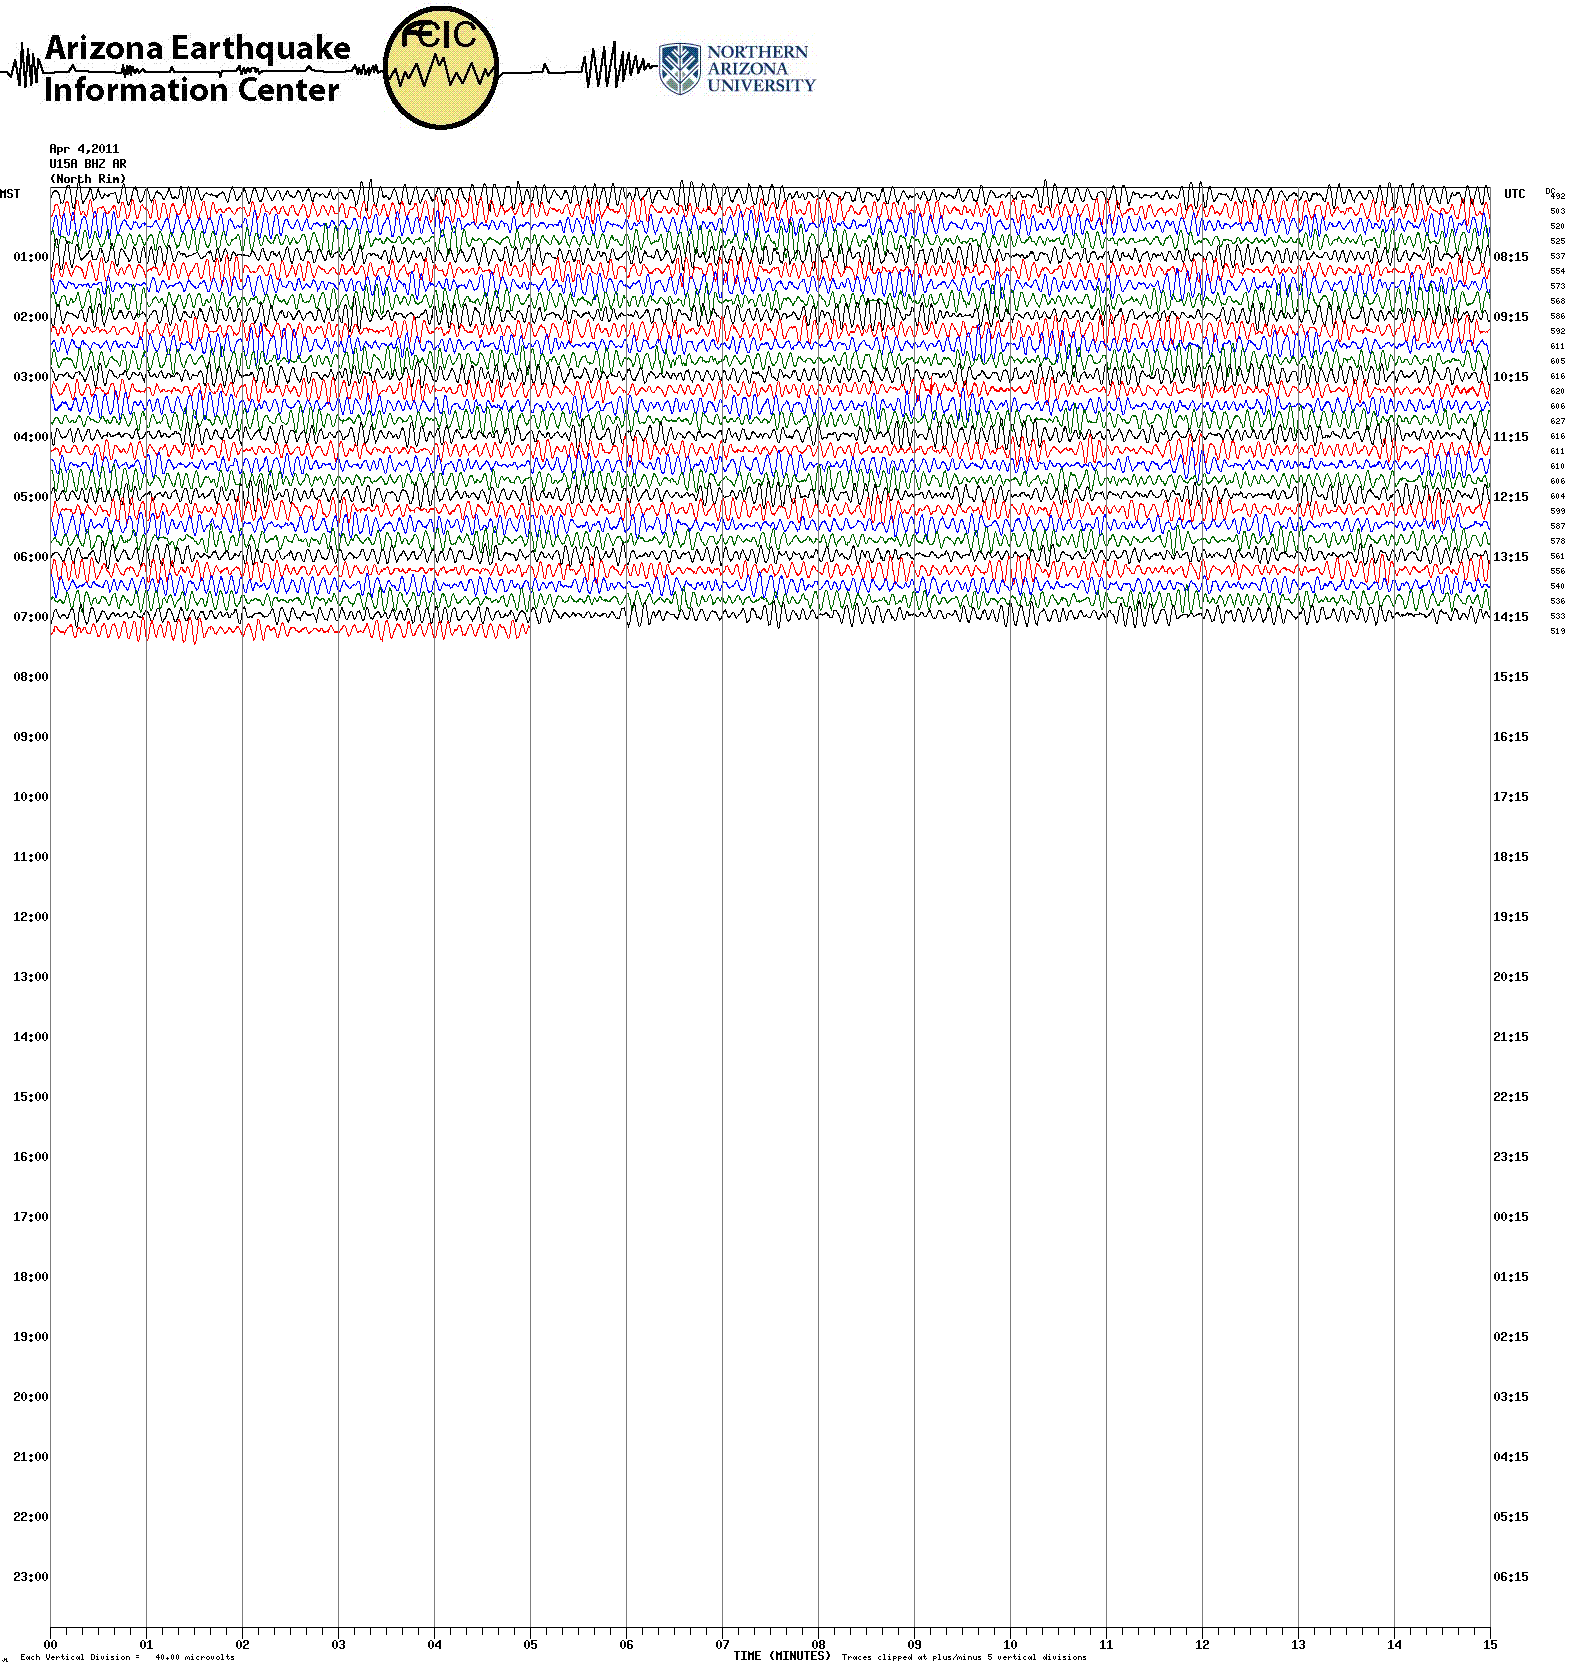 Arizona Earthquake
Information Center
ÆIC
NORTHERN
ARIZONA
UNIVERSITY
Apr 4,2011
U15A BHZ AR
(North Rim)
MST UTC DC
492
503
520
525
01:00 08:15 537
554
573
568
02:00 09:15 586
592
611
605
03:00 10:15 616
620
606
627
04:00 11:15 616
611
610
606
05:00 12:15 604
599
587
578
06:00 13:15 561
556
540
536
07:00 14:15 533
519
08:00 15:15
09:00 16:15
10:00 17:15
11:00 18:15
12:00 19:15
13:00 20:15
14:00 21:15
15:00 22:15
16:00 23:15
17:00 00:15
18:00 01:15
19:00 02:15
20:00 03:15
21:00 04:15
22:00 05:15
23:00 06:15
00 01 02 03 04 05 06 07 08 09 10 11 12 13 14 15
TIME (MINUTES)
Each Vertical Division = 40.00 microvolts
Traces clipped at plus/minus 5 vertical divisions